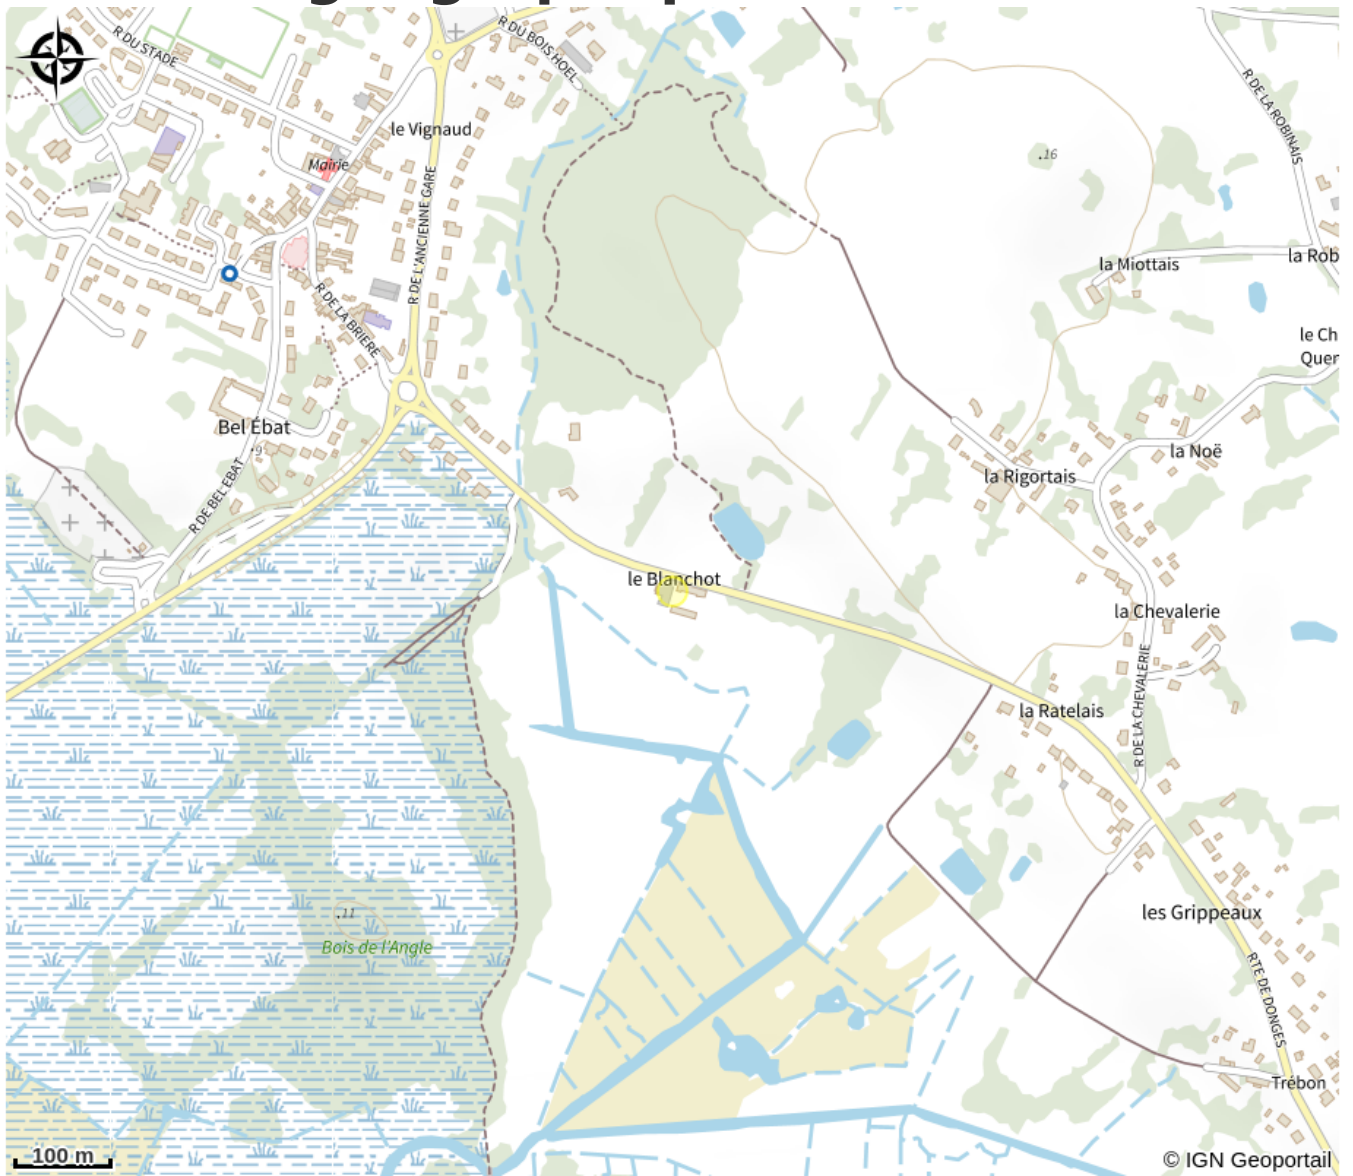 R DU STADE
R DU BOIS HOEL
R DE LA ROBINAIS
le Vignaud
Mairie
.16
R DE L'ANCIENNE GARE
la Miottais
la Rob
R DE LA BRIERE
le Ch
Quer
Bel Ébat
.9
R DE BEL EBAT
la Noë
la Rigortais
le Blanchot
la Chevalerie
R DE LA CHEVALERIE
la Ratelais
.11
Bois de l'Angle
les Grippeaux
RTE DE DONGES
Trébon
100 m
© IGN Geoportail